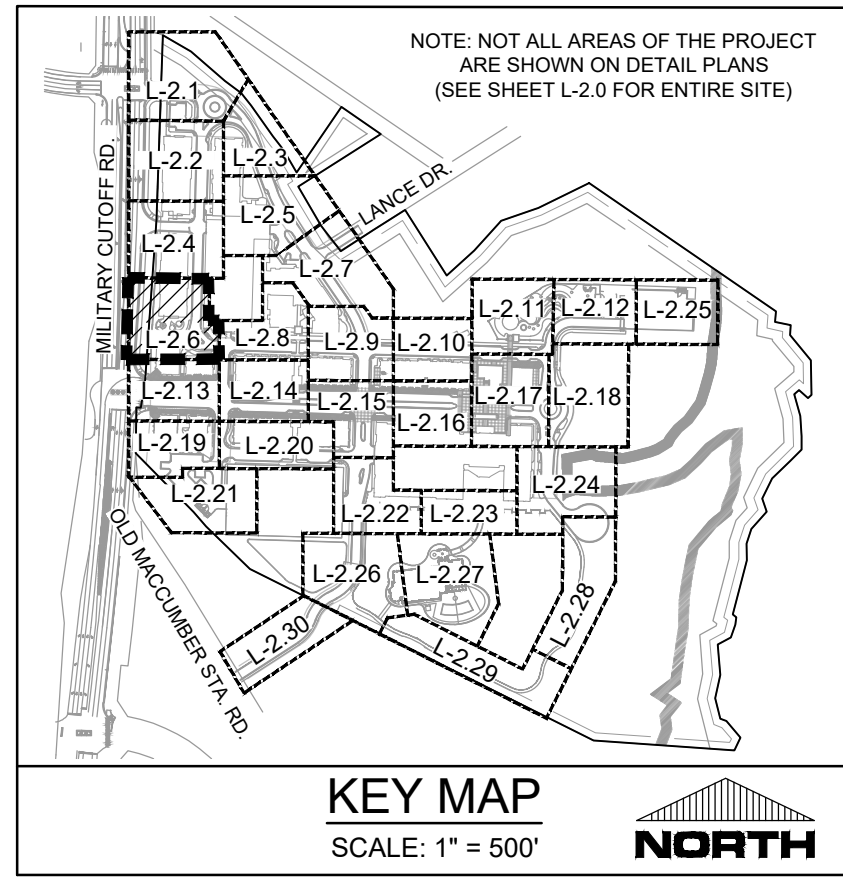 NOTE: NOT ALL AREAS OF THE PROJECT
ARE SHOWN ON DETAIL PLANS
(SEE SHEET L-2.0 FOR ENTIRE SITE)
L-2.1
L-2.2
L-2.3
MILITARY CUTOFF RD.
LANCE DR.
L-2.4
L-2.5
L-2.7
L-2.6
L-2.8
L-2.9
L-2.10
L-2.11
L-2.12
L-2.25
L-2.13
L-2.14
L-2.15
L-2.16
L-2.17
L-2.18
L-2.19
L-2.20
L-2.21
L-2.22
L-2.23
L-2.24
OLD MACCUMBER STA. RD.
L-2.26
L-2.27
L-2.28
L-2.30
L-2.29
KEY MAP
SCALE: 1" = 500'
NORTH